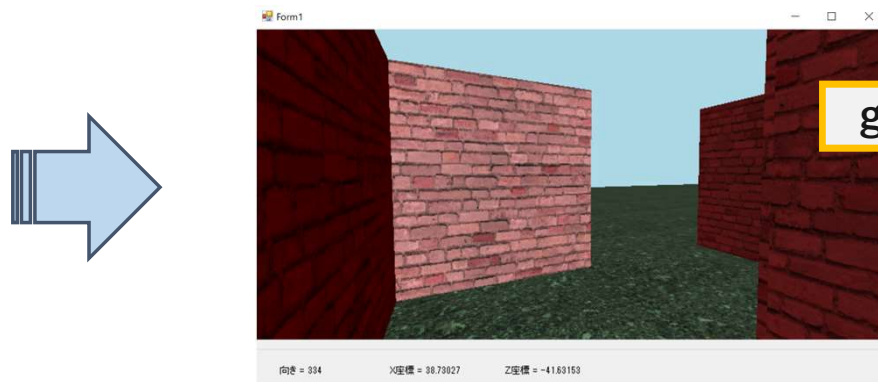 Form1
g
向き = 334 X座標 = 38.73027 Z座標 = -41.63153